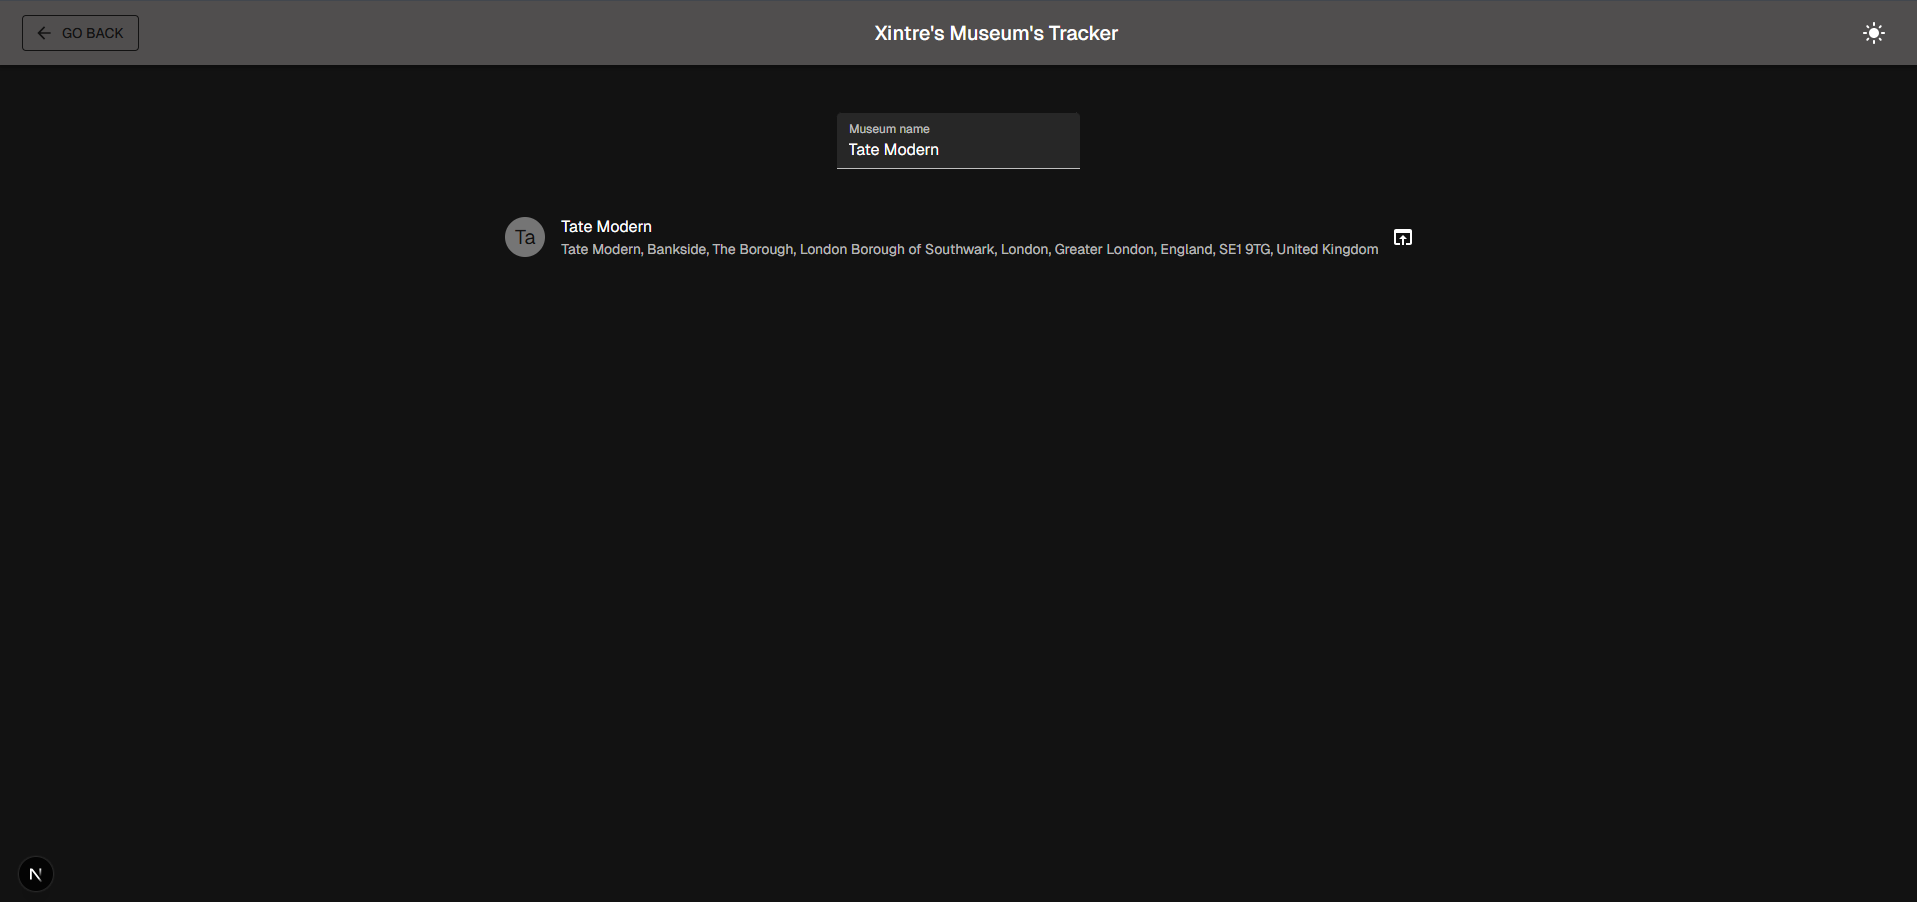 GO BACK
Xintre's Museum's Tracker
Museum name
Tate Modern
Ta
Tate Modern
Tate Modern, Bankside, The Borough, London Borough of Southwark, London, Greater London, England, SE1 9TG, United Kingdom
N